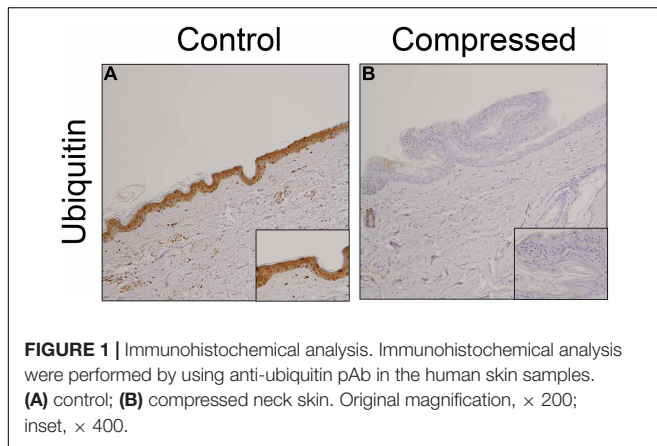 Control Compressed
A B
Ubiquitin
FIGURE 1 | Immunohistochemical analysis. Immunohistochemical analysis
were performed by using anti-ubiquitin pAb in the human skin samples.
(A) control; (B) compressed neck skin. Original magnification, × 200;
inset, × 400.